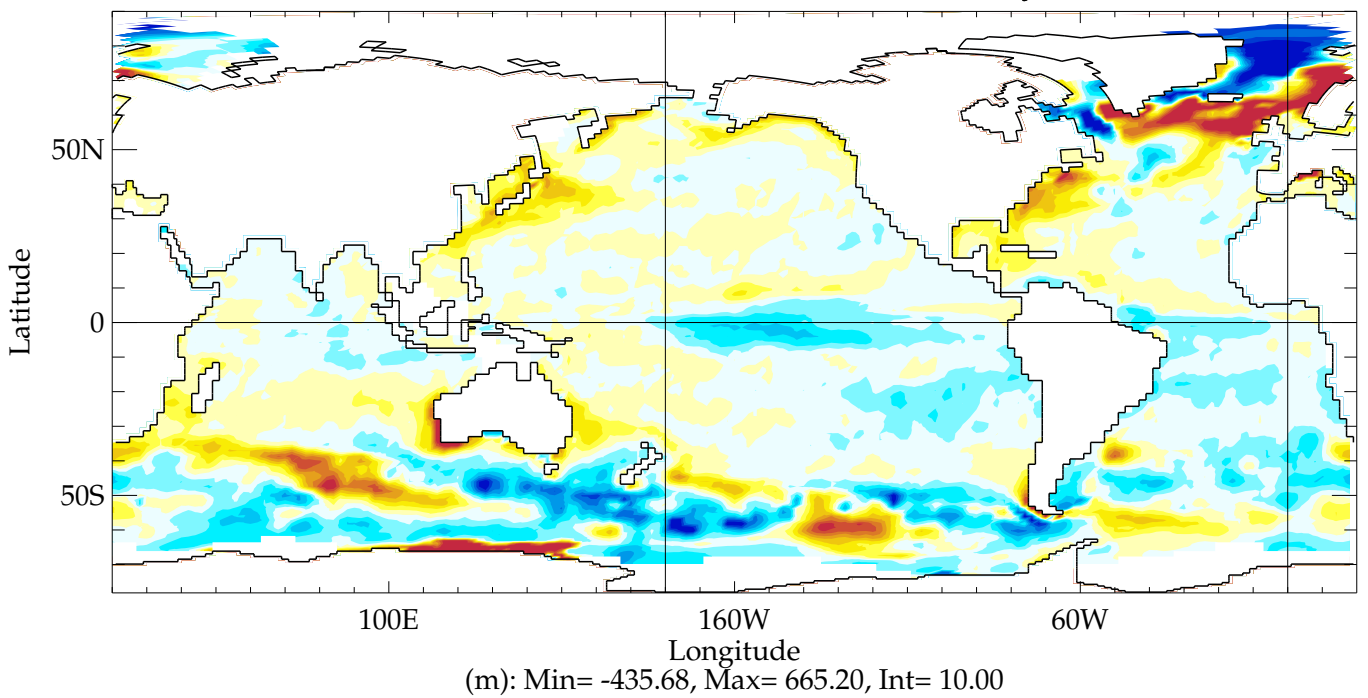 50N
0
50S
Latitude
100E
160W
60W
Longitude
(m): Min= -435.68, Max= 665.20, Int= 10.00